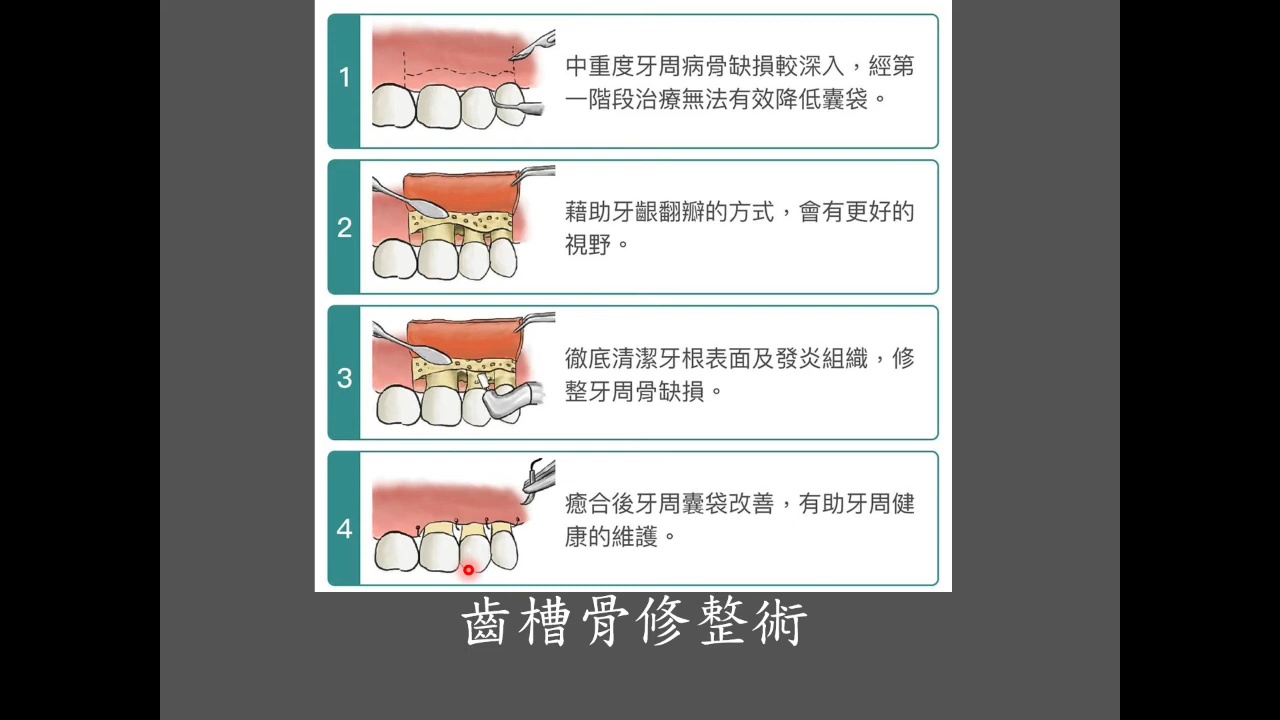 1
中重度牙周病骨缺損較深入，經第
一階段治療無法有效降低囊袋。
2
藉助牙齦翻瓣的方式，會有更好的
視野。
3
徹底清潔牙根表面及發炎組織，修
整牙周骨缺損。
4
癒合後牙周囊袋改善，有助牙周健
康的維護。
齒槽骨修整術